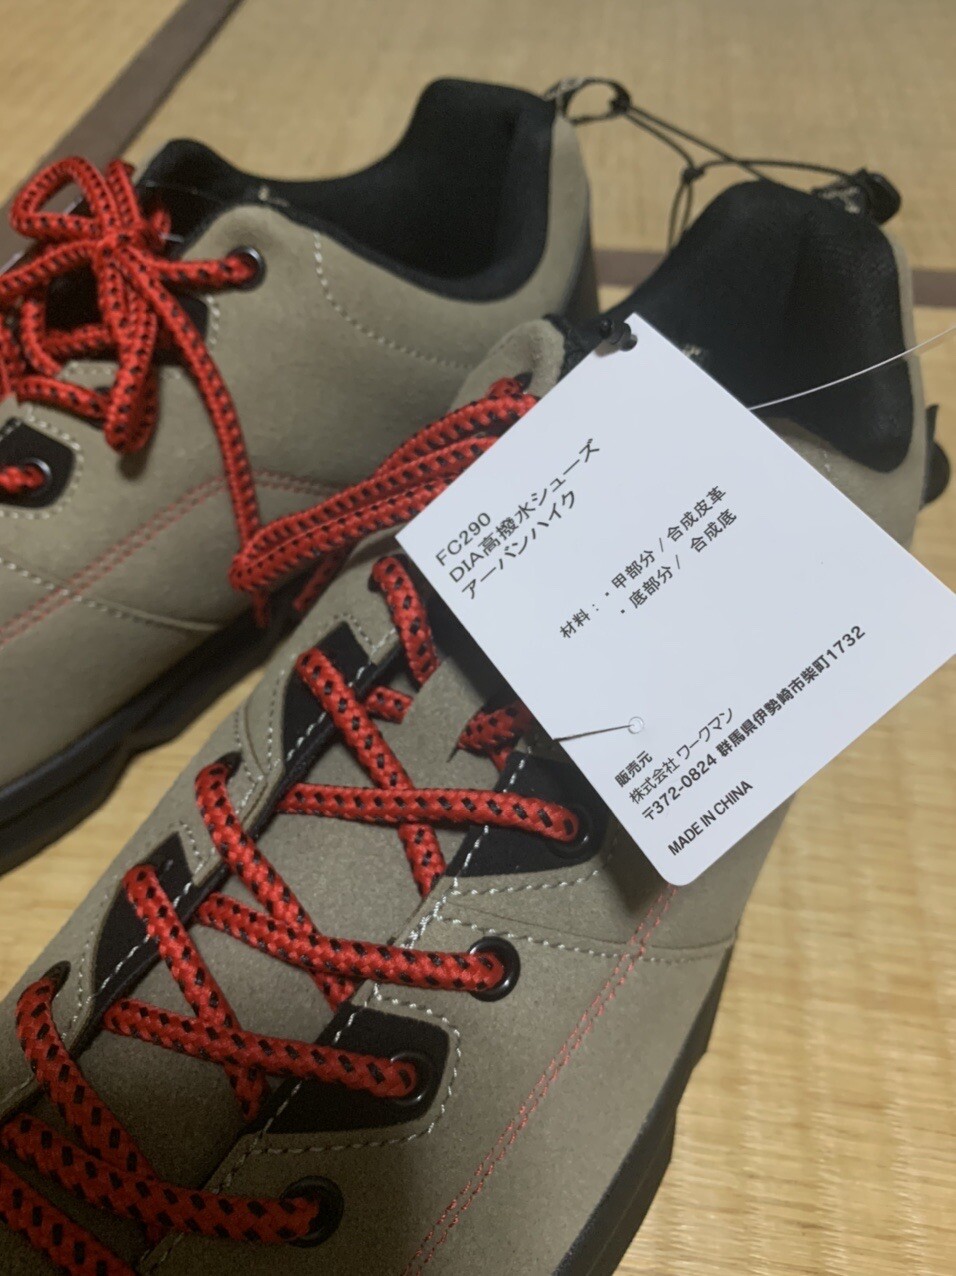 FC290
DIA高撥水シューズ
アーバンハイク
材料：・甲部分 / 合成皮革
・底部分 / 合成底
販売元
株式会社 ワークマン
〒372-0824 群馬県伊勢崎市柴町1732
MADE IN CHINA